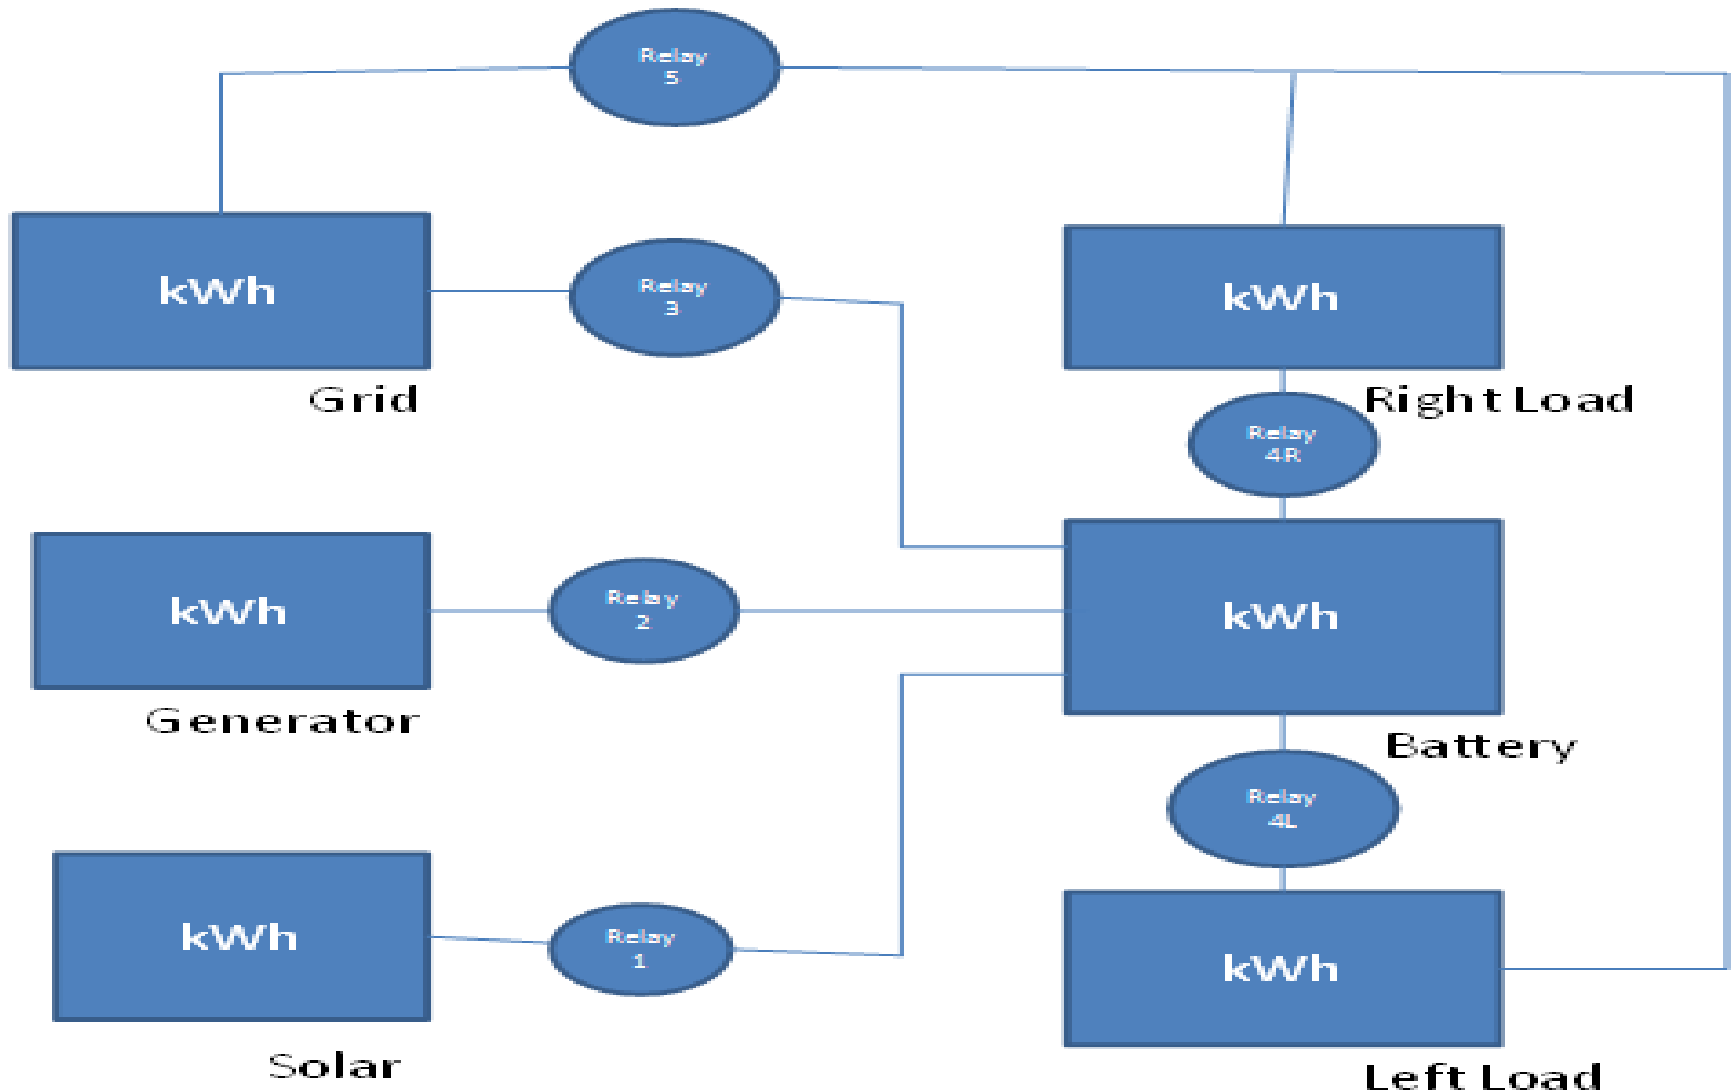 Relay
5
kWh
Grid
Relay
3
kWh
Right Load
Relay
4R
kWh
Generator
Relay
2
kWh
Battery
Relay
4L
kWh
Solar
Relay
1
kWh
Left Load